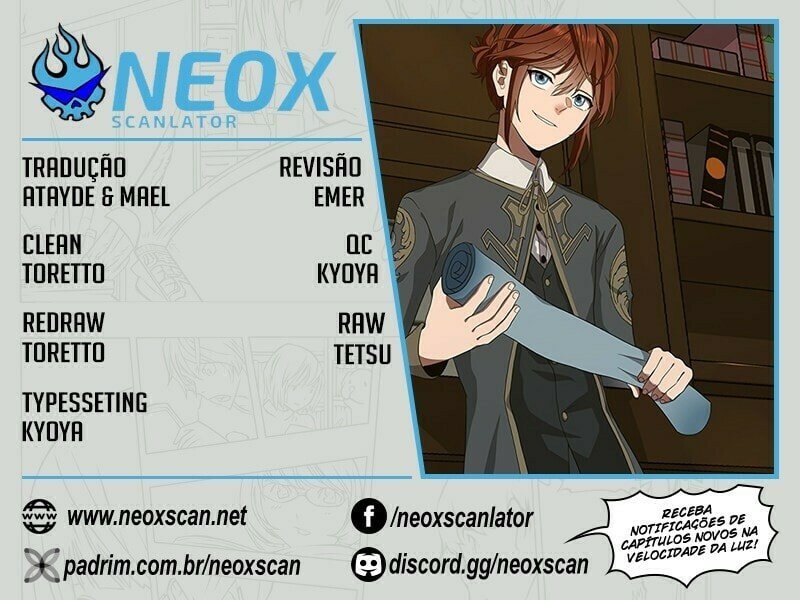 NEOX
SCANLATOR
TRADUÇÃO
ATAYDE & MAEL
REVISÃO
EMER
CLEAN
TORETTO
QC
KYOYA
REDRAW
TORETTO
RAW
TETSU
TYPESSETING
KYOYA
www.neoxscan.net
/neoxscanlator
padrim.com.br/neoxscan
discord.gg/neoxscan
RECEBA
NOTIFICAÇÕES DE
CAPÍTULOS NOVOS NA
VELOCIDADE DA LUZ!